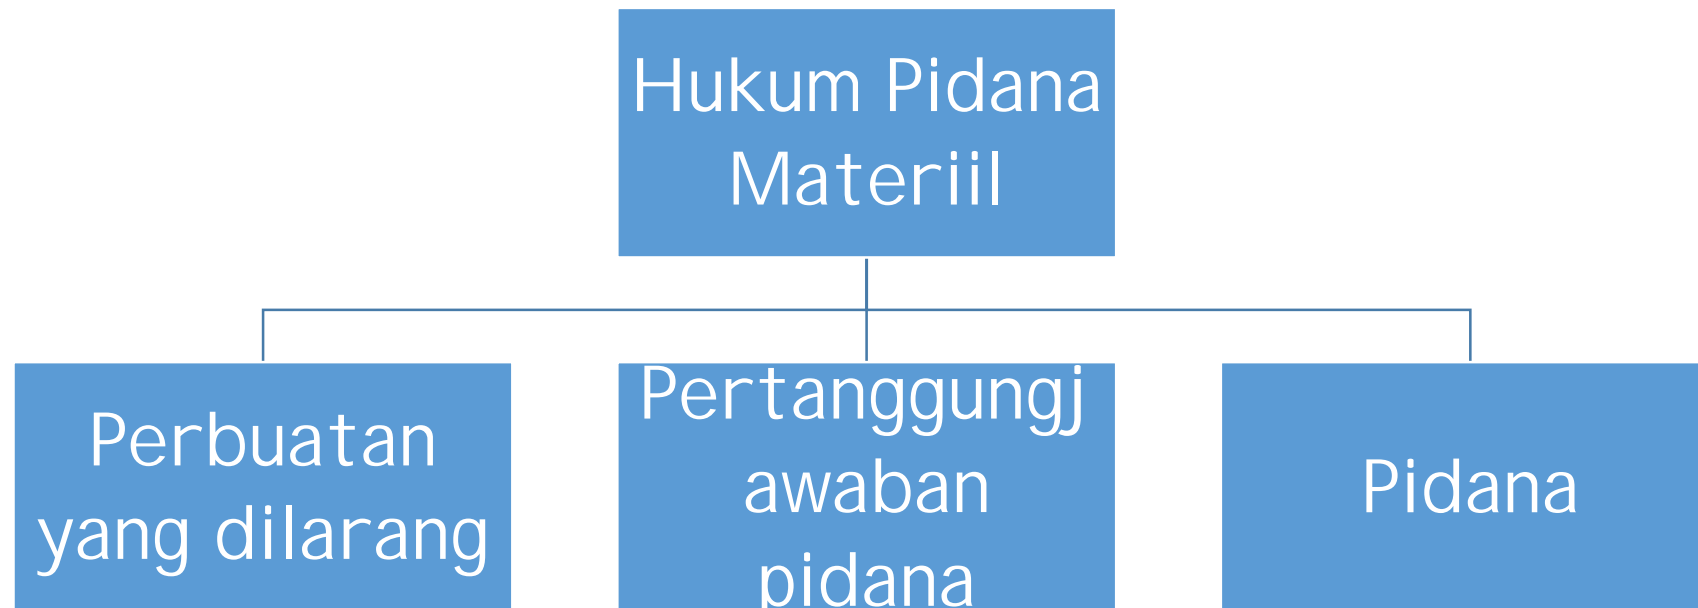 Hukum Pidana
Materiil
Perbuatan
yang dilarang
Pertanggungj
awaban
pidana
Pidana